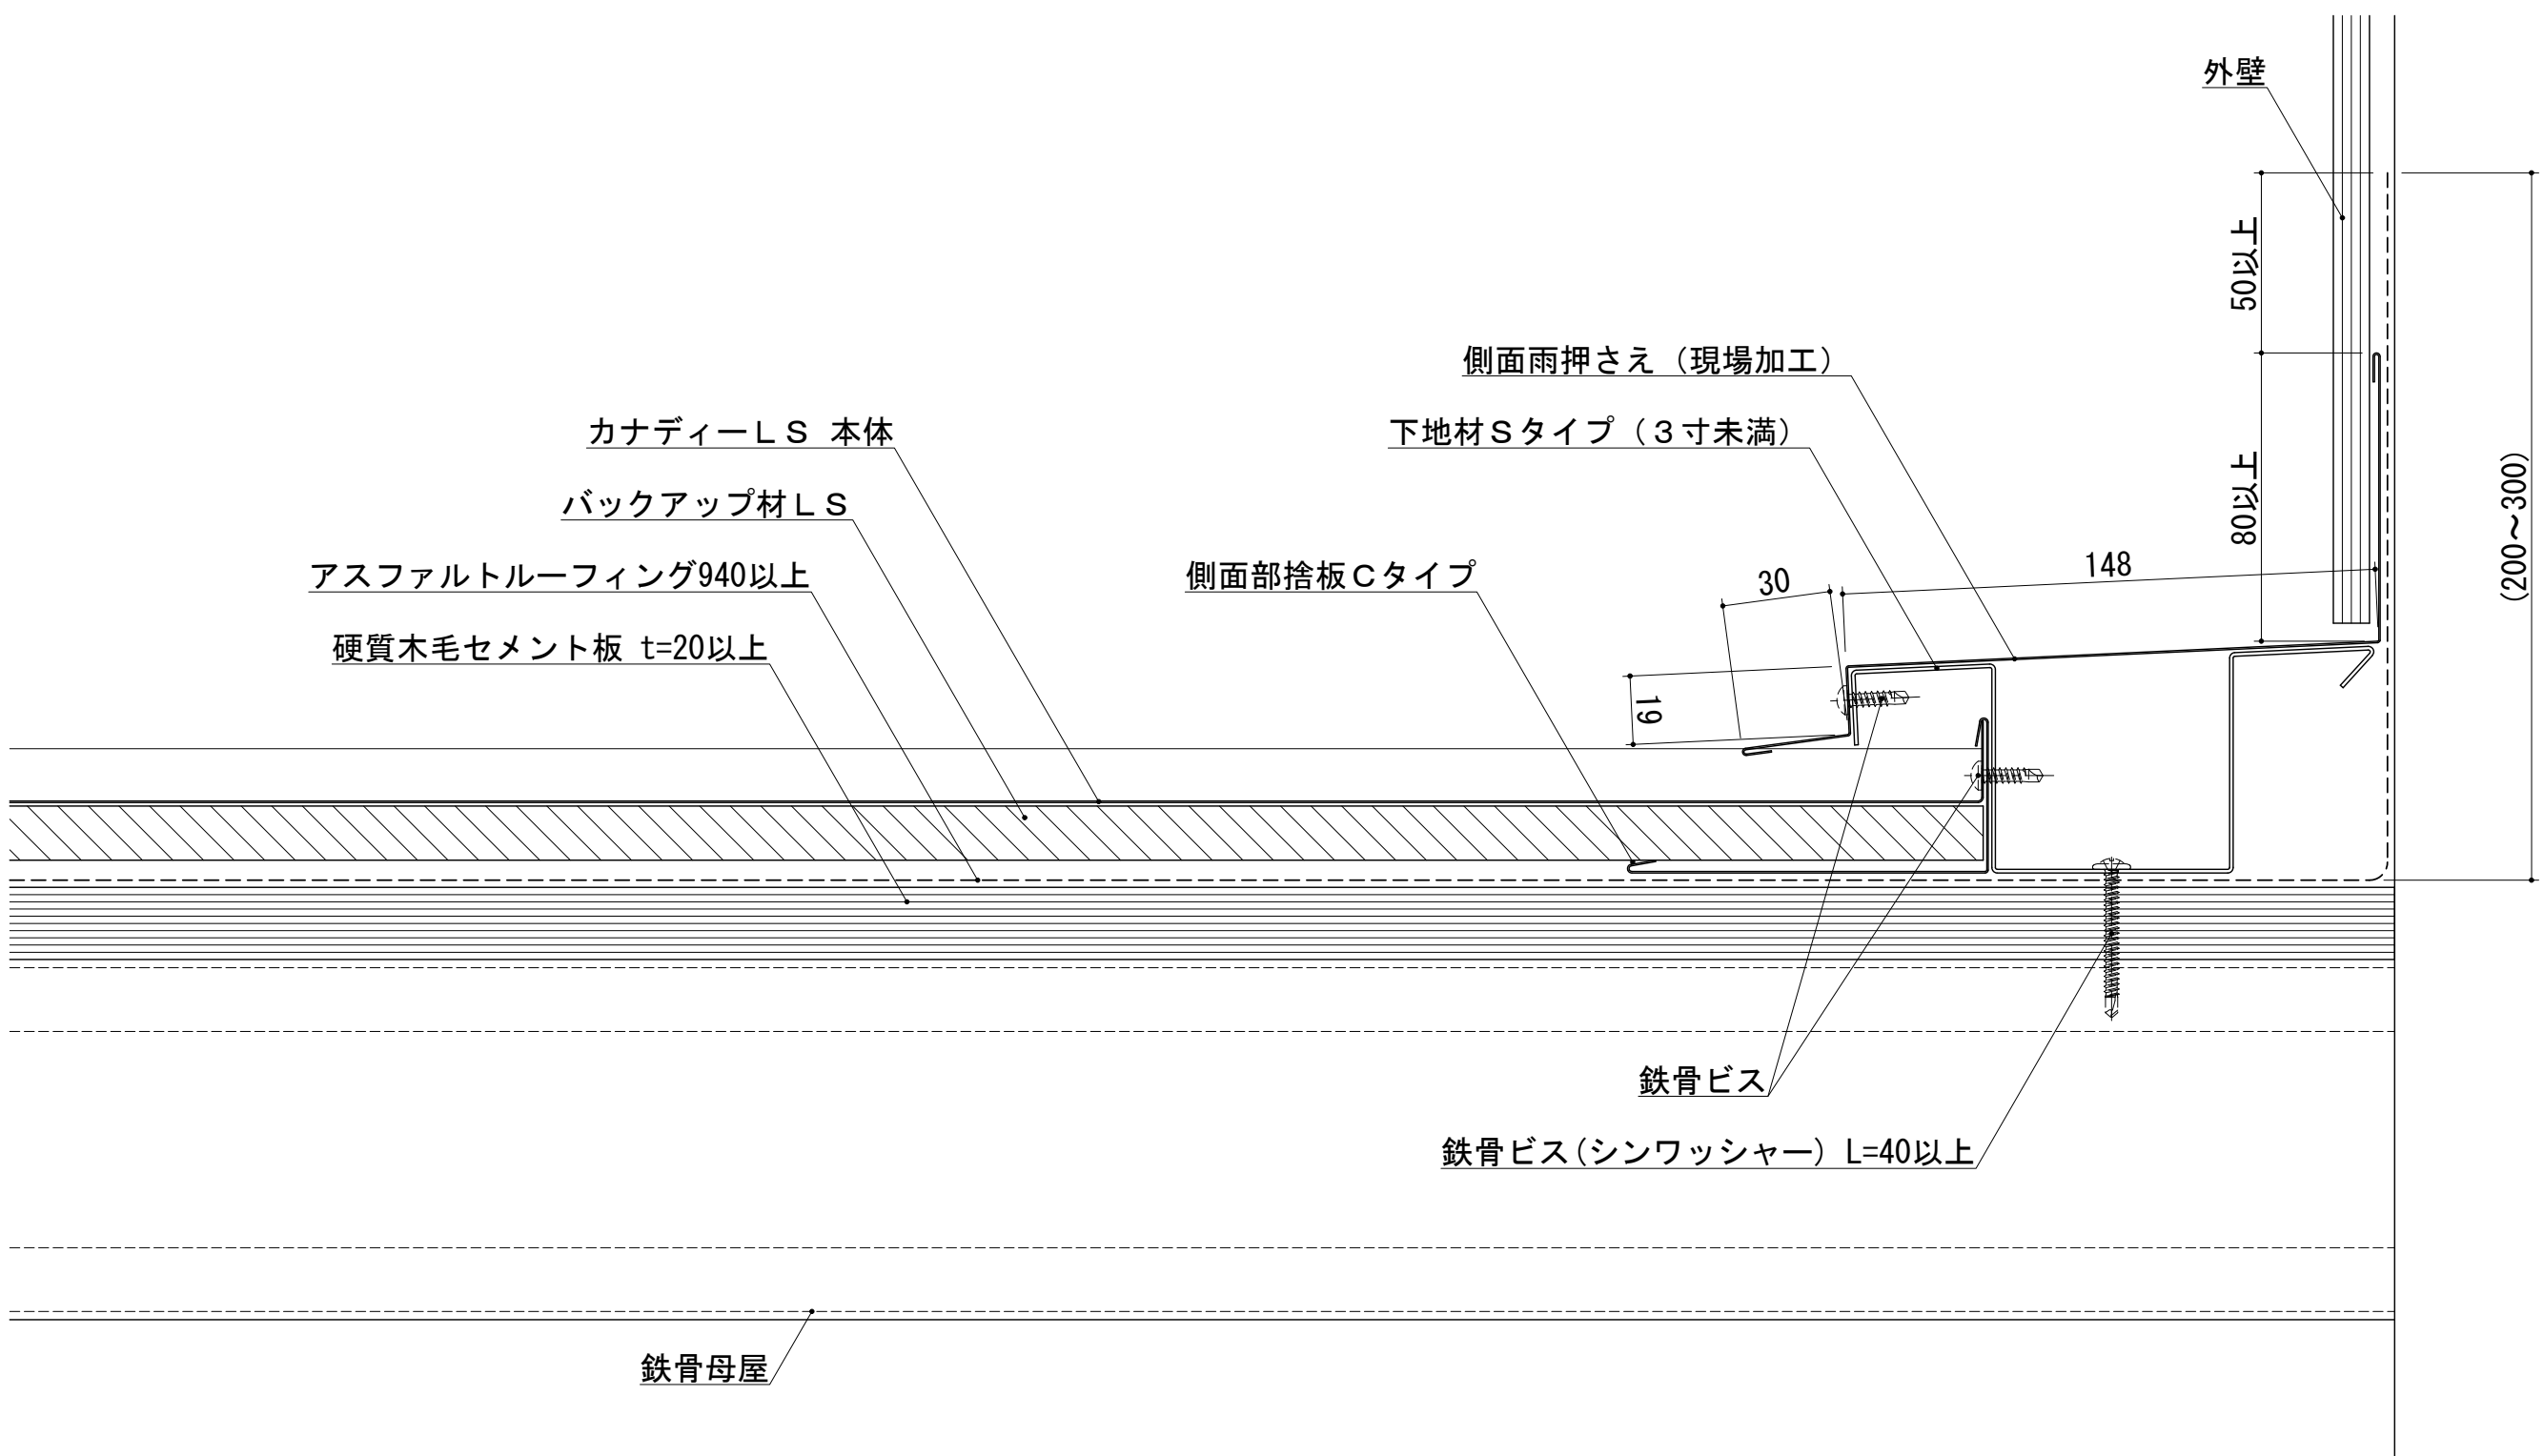 外壁
50以上
側面雨押さえ（現場加工）
カナディーＬＳ 本体
下地材Ｓタイプ（３寸未満）
80以上
(200～300)
バックアップ材ＬＳ
アスファルトルーフィング940以上
側面部捨板Ｃタイプ
30
148
硬質木毛セメント板 t=20以上
19
鉄骨ビス
鉄骨ビス(シンワッシャー) L=40以上
鉄骨母屋